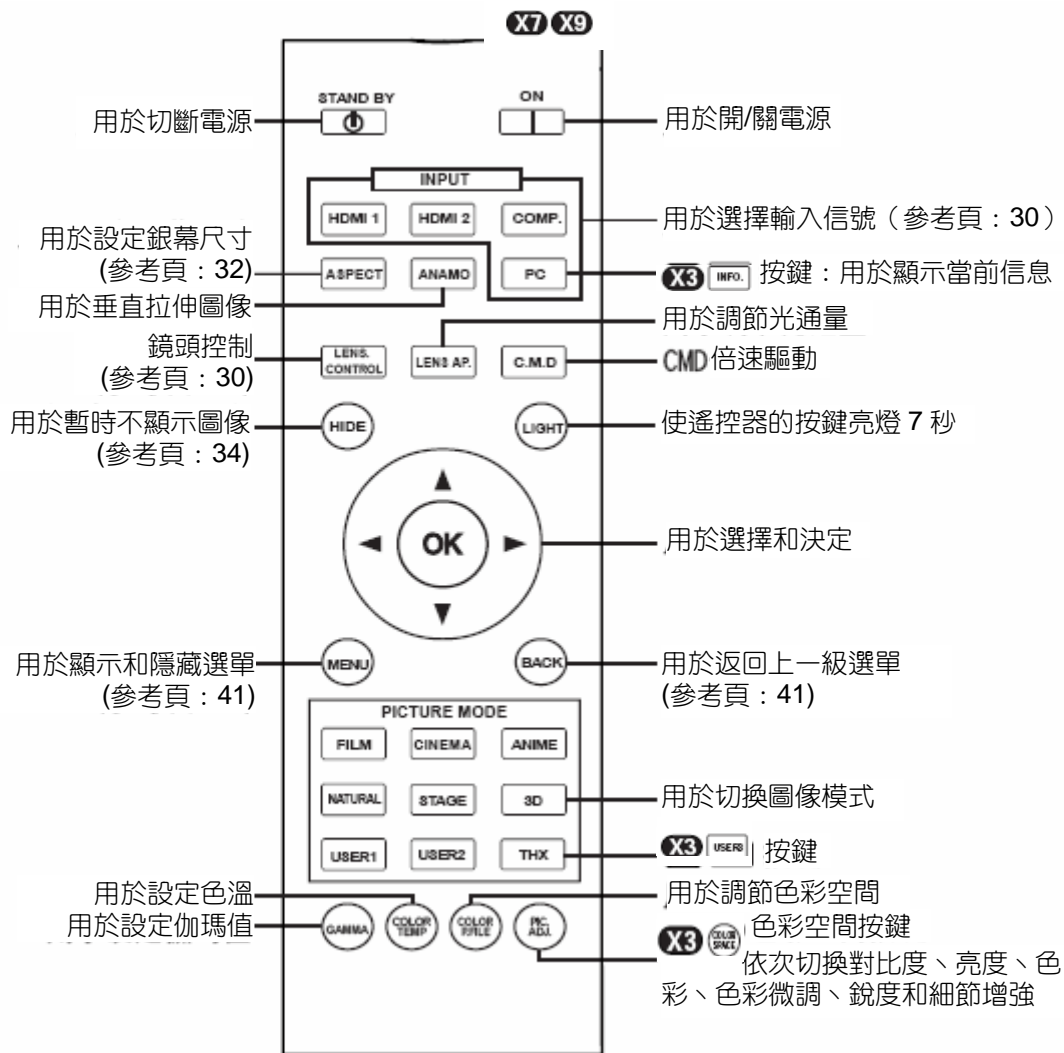 X7 X9
STAND BY
ON
用於切斷電源
用於開/關電源
INPUT
HDMI 1
HDMI 2
COMP.
用於選擇輸入信號（參考頁：30）
用於設定銀幕尺寸
(參考頁：32)
ASPECT
ANAMO
PC
X3 INFO. 按鍵：用於顯示當前信息
用於垂直拉伸圖像
用於調節光通量
鏡頭控制
(參考頁：30)
LENS.
CONTROL
LENS AP.
C.M.D
CMD倍速驅動
用於暫時不顯示圖像
(參考頁：34)
HIDE
LIGHT
使遙控器的按鍵亮燈 7 秒
OK
用於選擇和決定
用於顯示和隱藏選單
(參考頁：41)
MENU
BACK
用於返回上一級選單
(參考頁：41)
PICTURE MODE
FILM
CINEMA
ANIME
NATURAL
STAGE
3D
用於切換圖像模式
USER1
USER2
THX
X3 USER3 按鍵
用於設定色溫
用於調節色彩空間
用於設定伽瑪值
GAMMA
COLOR
TEMP
COLOR
P.FILE
PIC.
ADJ.
X3 COLOR SPACE 色彩空間按鍵
依次切換對比度、亮度、色
彩、色彩微調、銳度和細節增強